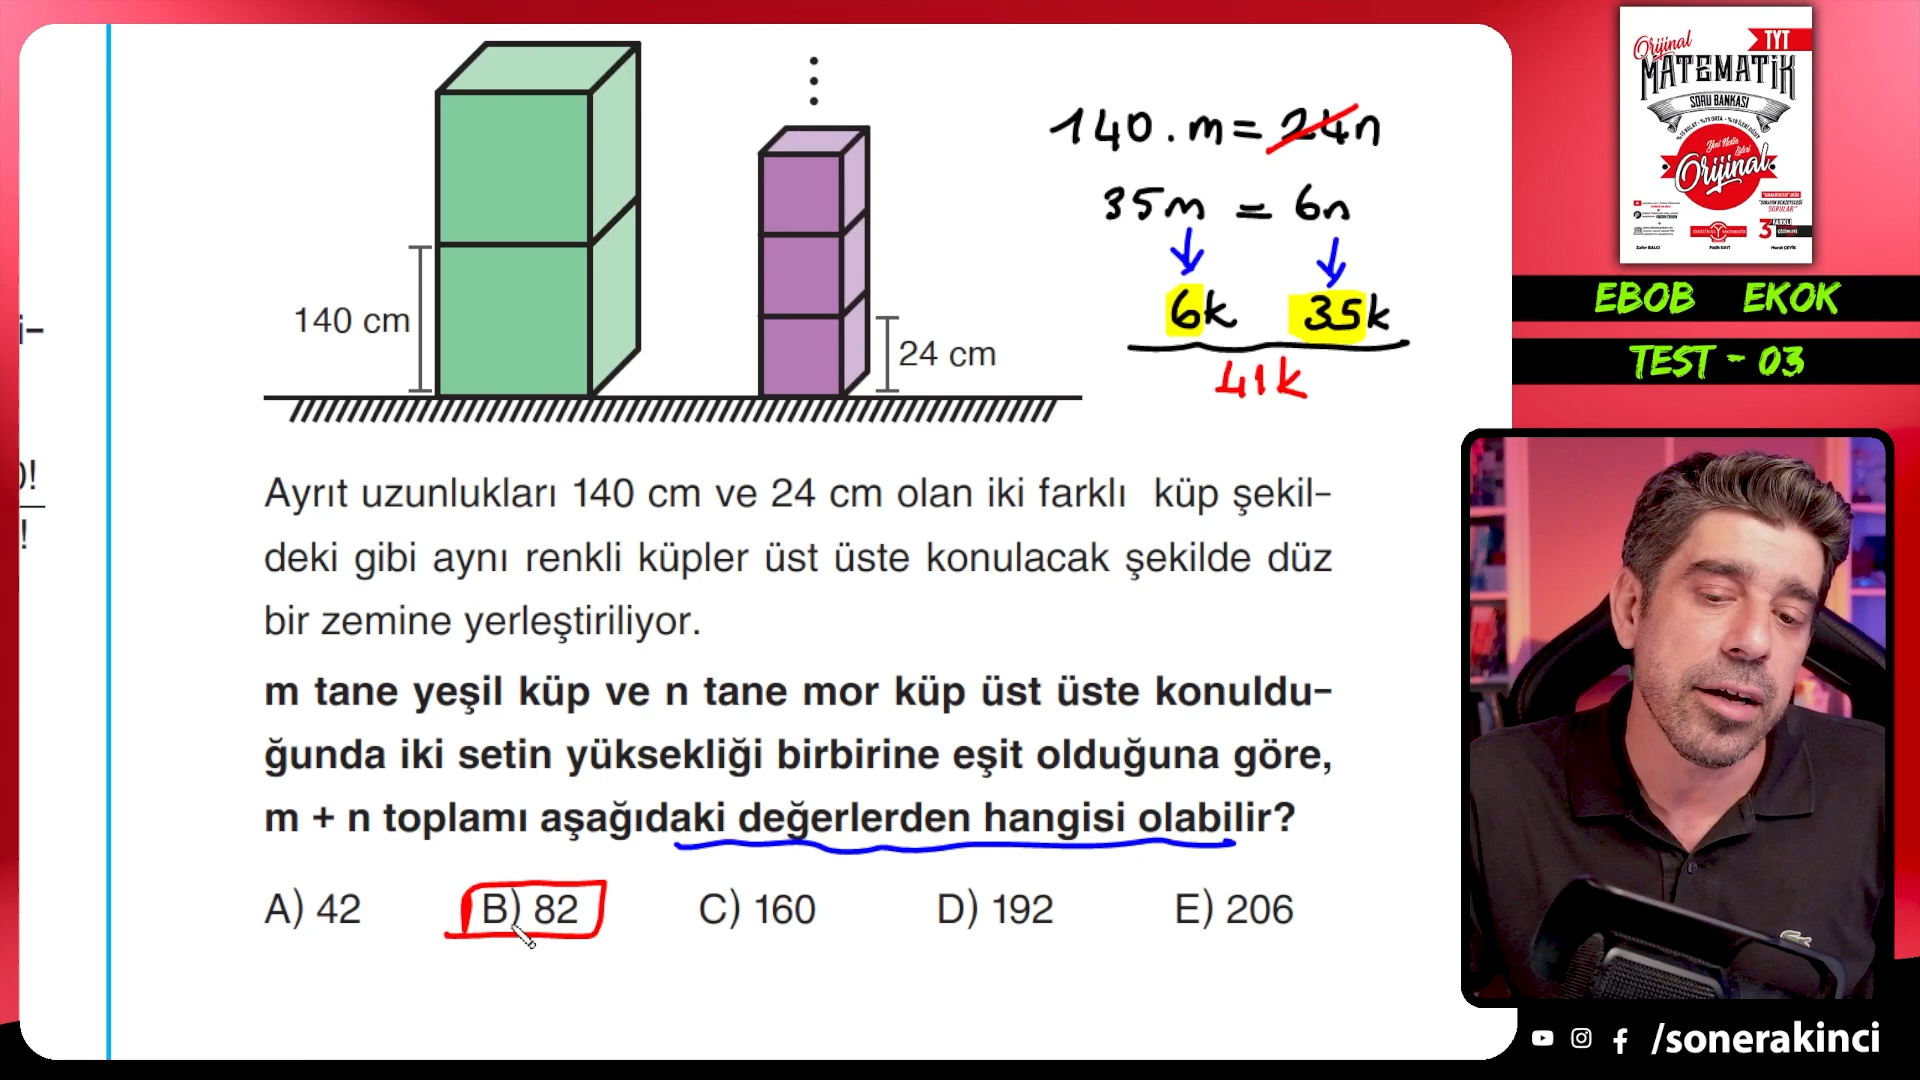 140 cm
24 cm
140 . m = 24n
35m = 6n
6k 35k
41k
Ayrıt uzunlukları 140 cm ve 24 cm olan iki farklı küp şekil-
deki gibi aynı renkli küpler üst üste konulacak şekilde düz
bir zemine yerleştiriliyor.
m tane yeşil küp ve n tane mor küp üst üste konuldu-
ğunda iki setin yüksekliği birbirine eşit olduğuna göre,
m + n toplamı aşağıdaki değerlerden hangisi olabilir?
A) 42 B) 82 C) 160 D) 192 E) 206
i-
!
Orijinal
TYT
MATEMATİK
SORU BANKASI
Orijinal
EBOB EKOK
TEST - 03
/sonerakinci